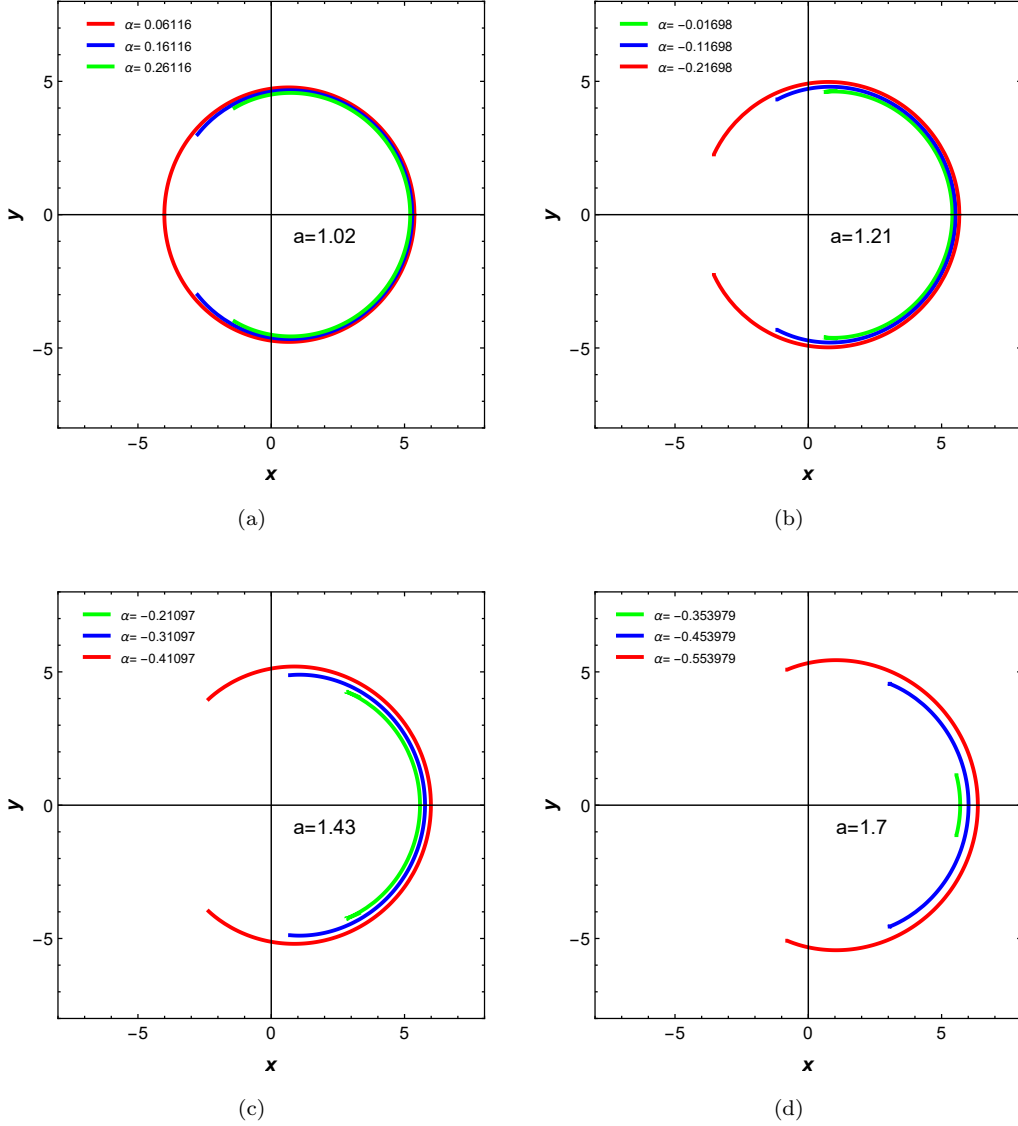 α= 0.06116
α= 0.16116
α= 0.26116
y
5
0
−5
a=1.02
−5 0 5
x
(a)
α= −0.01698
α= −0.11698
α= −0.21698
y
5
0
−5
a=1.21
−5 0 5
x
(b)
α= −0.21097
α= −0.31097
α= −0.41097
y
5
0
−5
a=1.43
−5 0 5
x
(c)
α= −0.353979
α= −0.453979
α= −0.553979
y
5
0
−5
a=1.7
−5 0 5
x
(d)